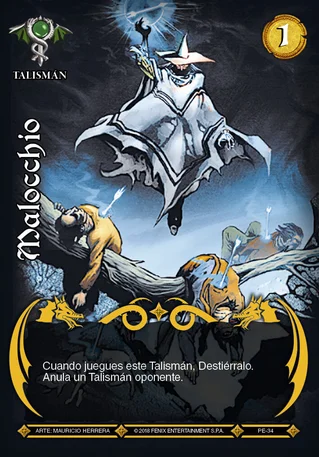 1
TALISMÁN
Malocchio
Cuando juegues este Talismán, Destiérralo.
Anula un Talismán oponente.
ARTE: MAURICIO HERRERA
© 2018 FENIX ENTERTAINMENT S.P.A.
PE-34